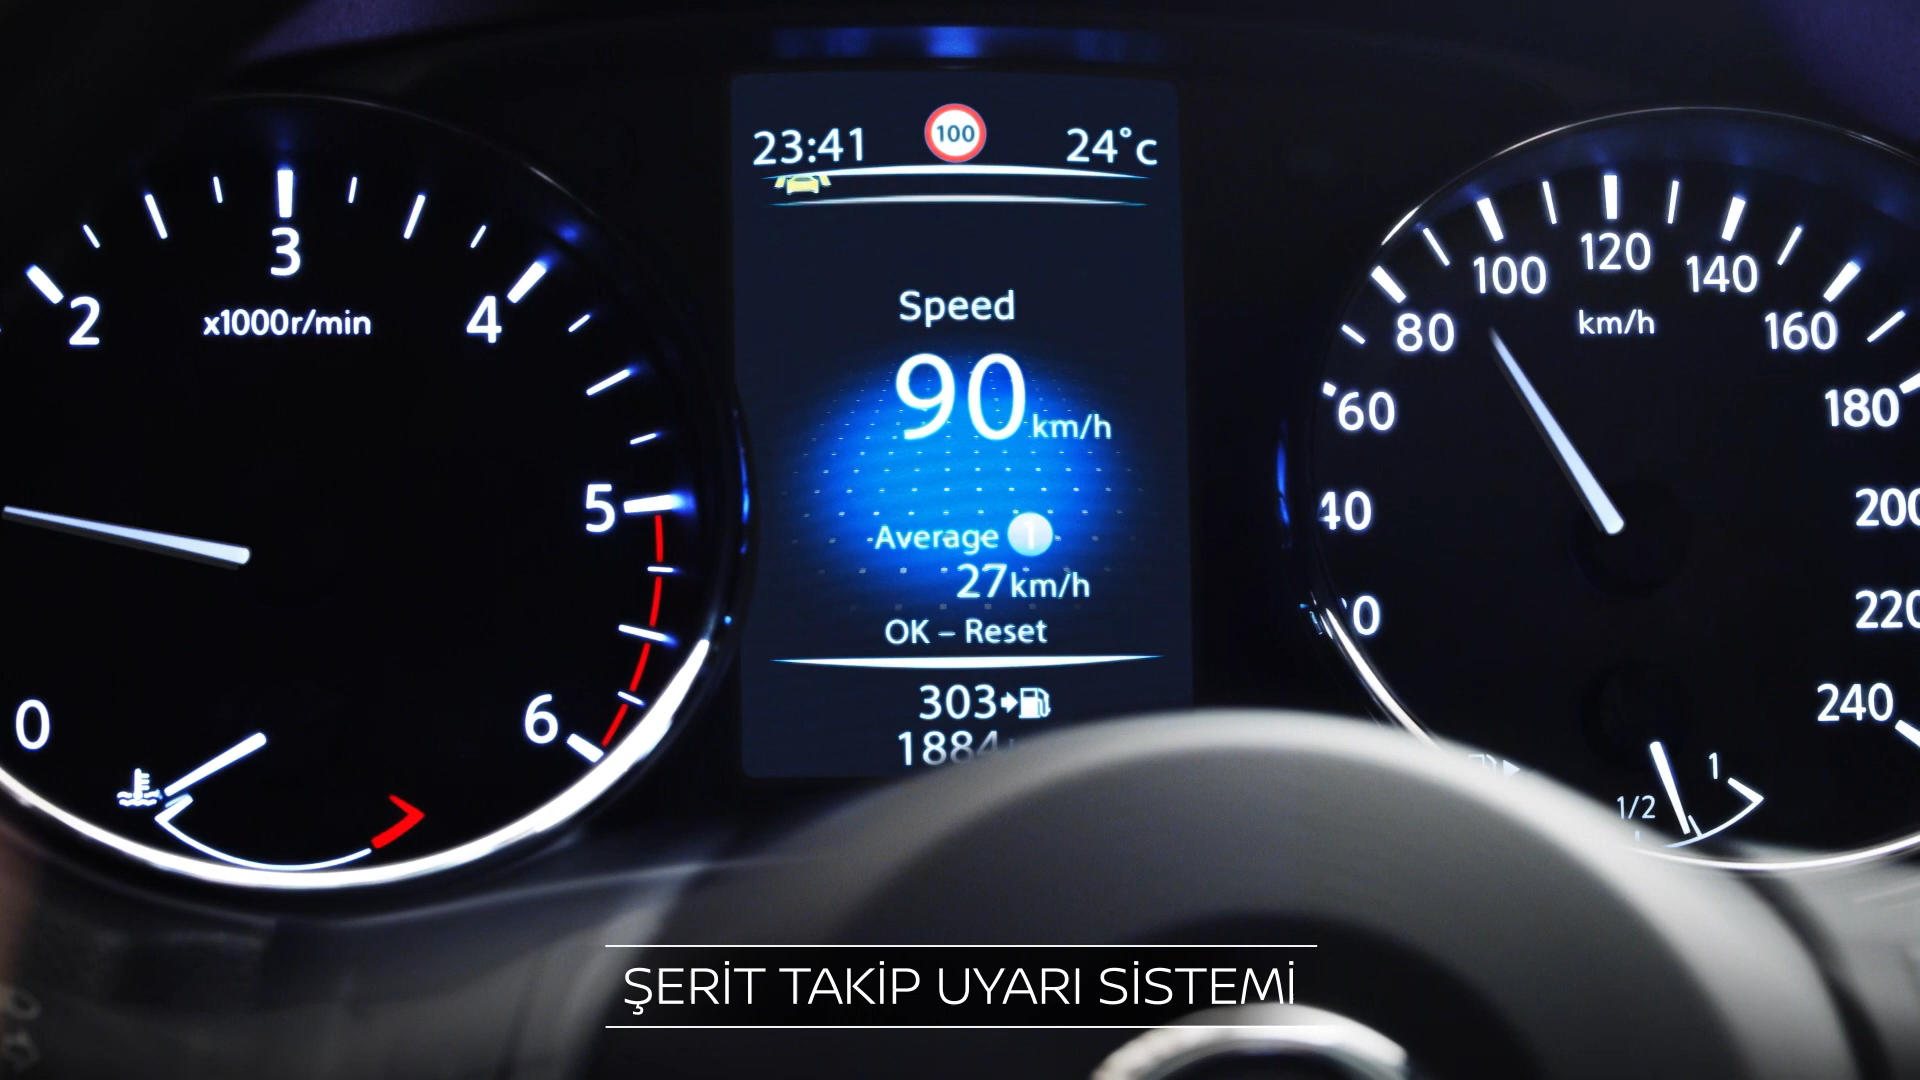 23:41 100 24°C
Speed
90 km/h
Average 1
27 km/h
OK – Reset
303
1884
0
2
3
4
5
6
x1000r/min
40
60
80
100
120
140
160
180
200
220
240
km/h
1/2
1
ŞERİT TAKİP UYARI SİSTEMİ